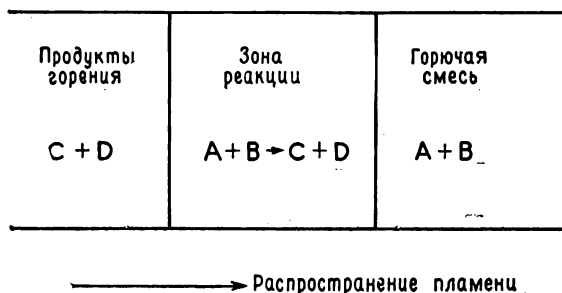 Продукты
горения
Зона
реакции
Горючая
смесь
C + D
A + B → C + D
A + B
Распространение пламени